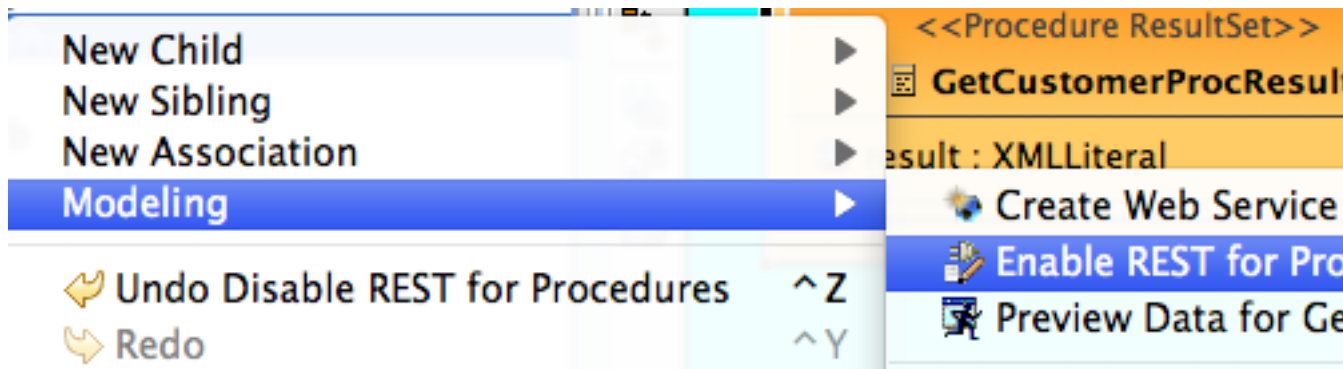 New Child
New Sibling
New Association
Modeling
Undo Disable REST for Procedures ^Z
Redo ^Y
<<Procedure ResultSet>>
GetCustomerProcResult
esult : XMLLiteral
Create Web Service
Enable REST for Pro
Preview Data for Ge